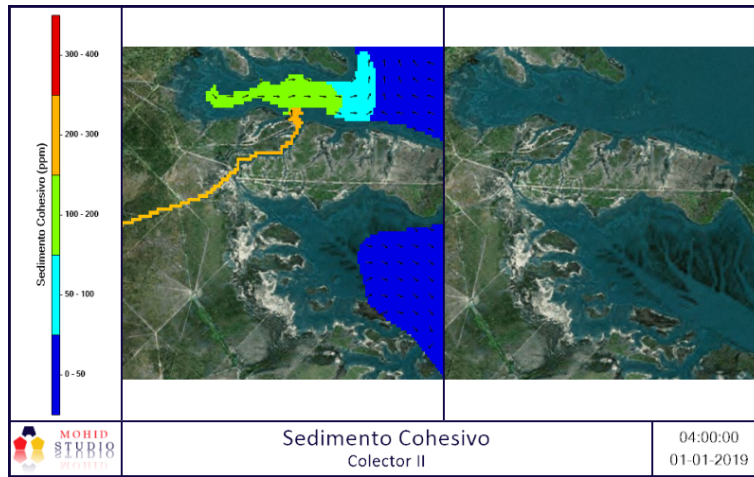 Sedimento Cohesivo (ppm)
300 - 400
200 - 300
100 - 200
50 - 100
0 - 50
MOHID
STUDIO
Sedimento Cohesivo
Colector II
04:00:00
01-01-2019